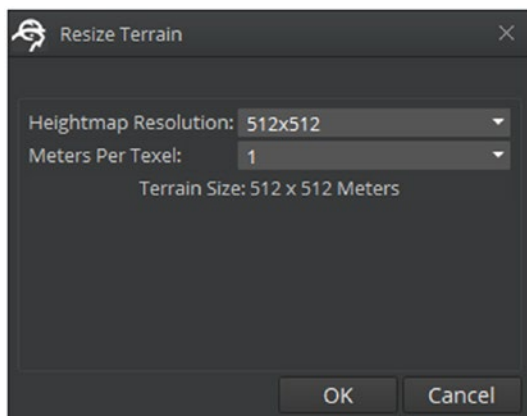 Resize Terrain
Heightmap Resolution: 512x512
Meters Per Texel: 1
Terrain Size: 512 x 512 Meters
OK Cancel